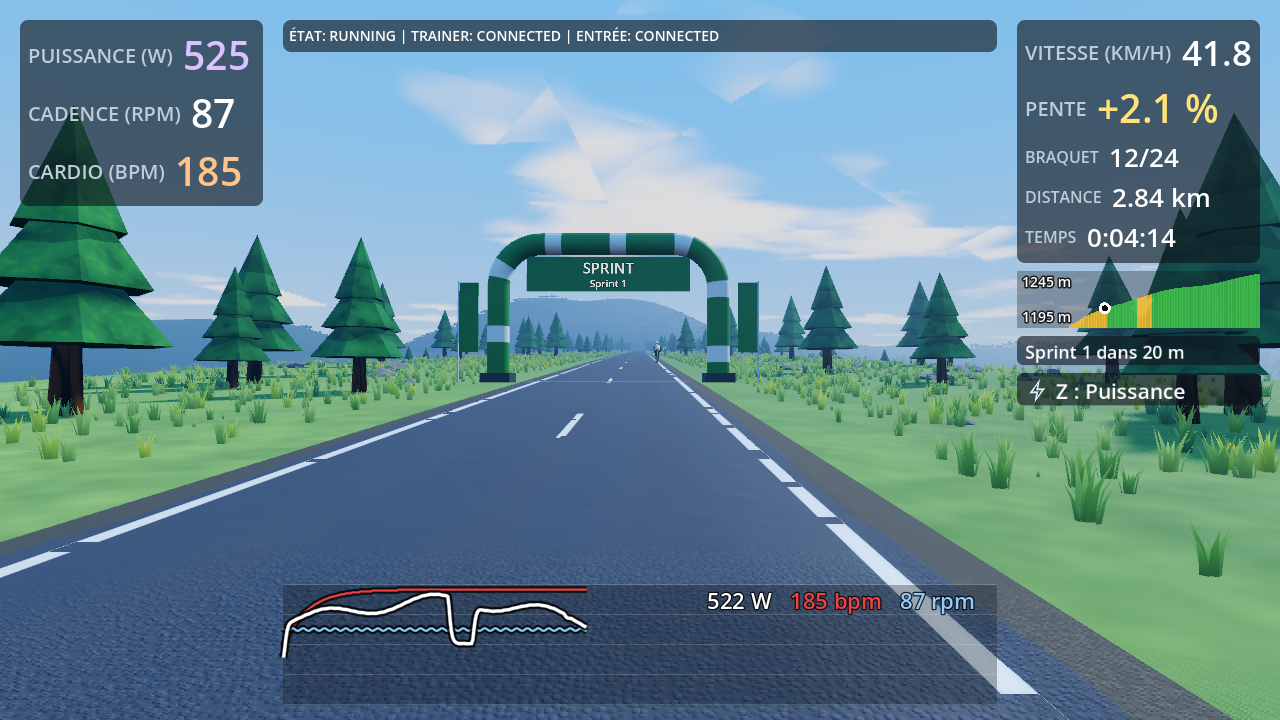 PUISSANCE (W) 525
CADENCE (RPM) 87
CARDIO (BPM) 185
ÉTAT: RUNNING | TRAINER: CONNECTED | ENTRÉE: CONNECTED
VITESSE (KM/H) 41.8
PENTE +2.1 %
BRAQUET 12/24
DISTANCE 2.84 km
TEMPS 0:04:14
1245 m
1195 m
Sprint 1 dans 20 m
Z : Puissance
SPRINT
Sprint 1
522 W 185 bpm 87 rpm